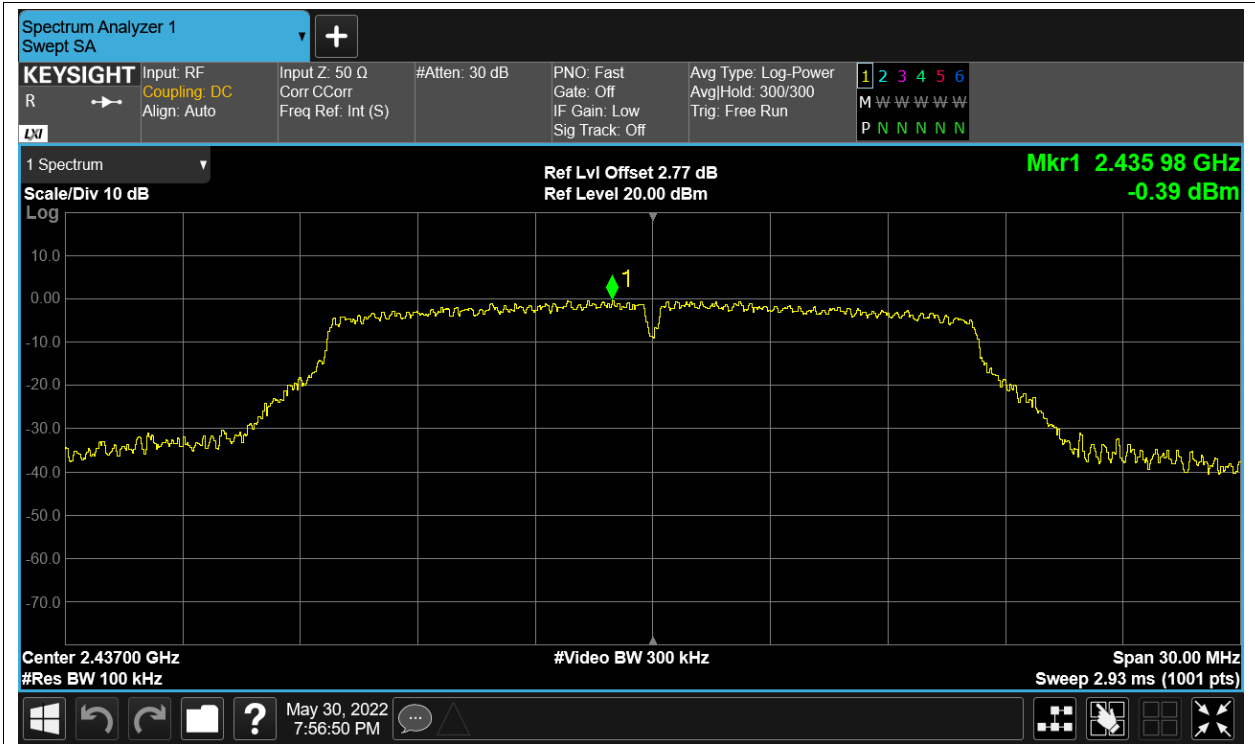 Spectrum Analyzer 1
Swept SA
KEYSIGHT
R
LXI
Input: RF
Coupling: DC
Align: Auto
Input Z: 50 Ω
Corr CCorr
Freq Ref: Int (S)
#Atten: 30 dB
PNO: Fast
Gate: Off
IF Gain: Low
Sig Track: Off
Avg Type: Log-Power
Avg|Hold: 300/300
Trig: Free Run
1 2 3 4 5 6
M W W W W W
P N N N N N
1 Spectrum
Scale/Div 10 dB
Log
Ref Lvl Offset 2.77 dB
Ref Level 20.00 dBm
Mkr1 2.435 98 GHz
-0.39 dBm
10.0
0.00
-10.0
-20.0
-30.0
-40.0
-50.0
-60.0
-70.0
1
Center 2.43700 GHz
#Res BW 100 kHz
#Video BW 300 kHz
Span 30.00 MHz
Sweep 2.93 ms (1001 pts)
?
May 30, 2022
7:56:50 PM